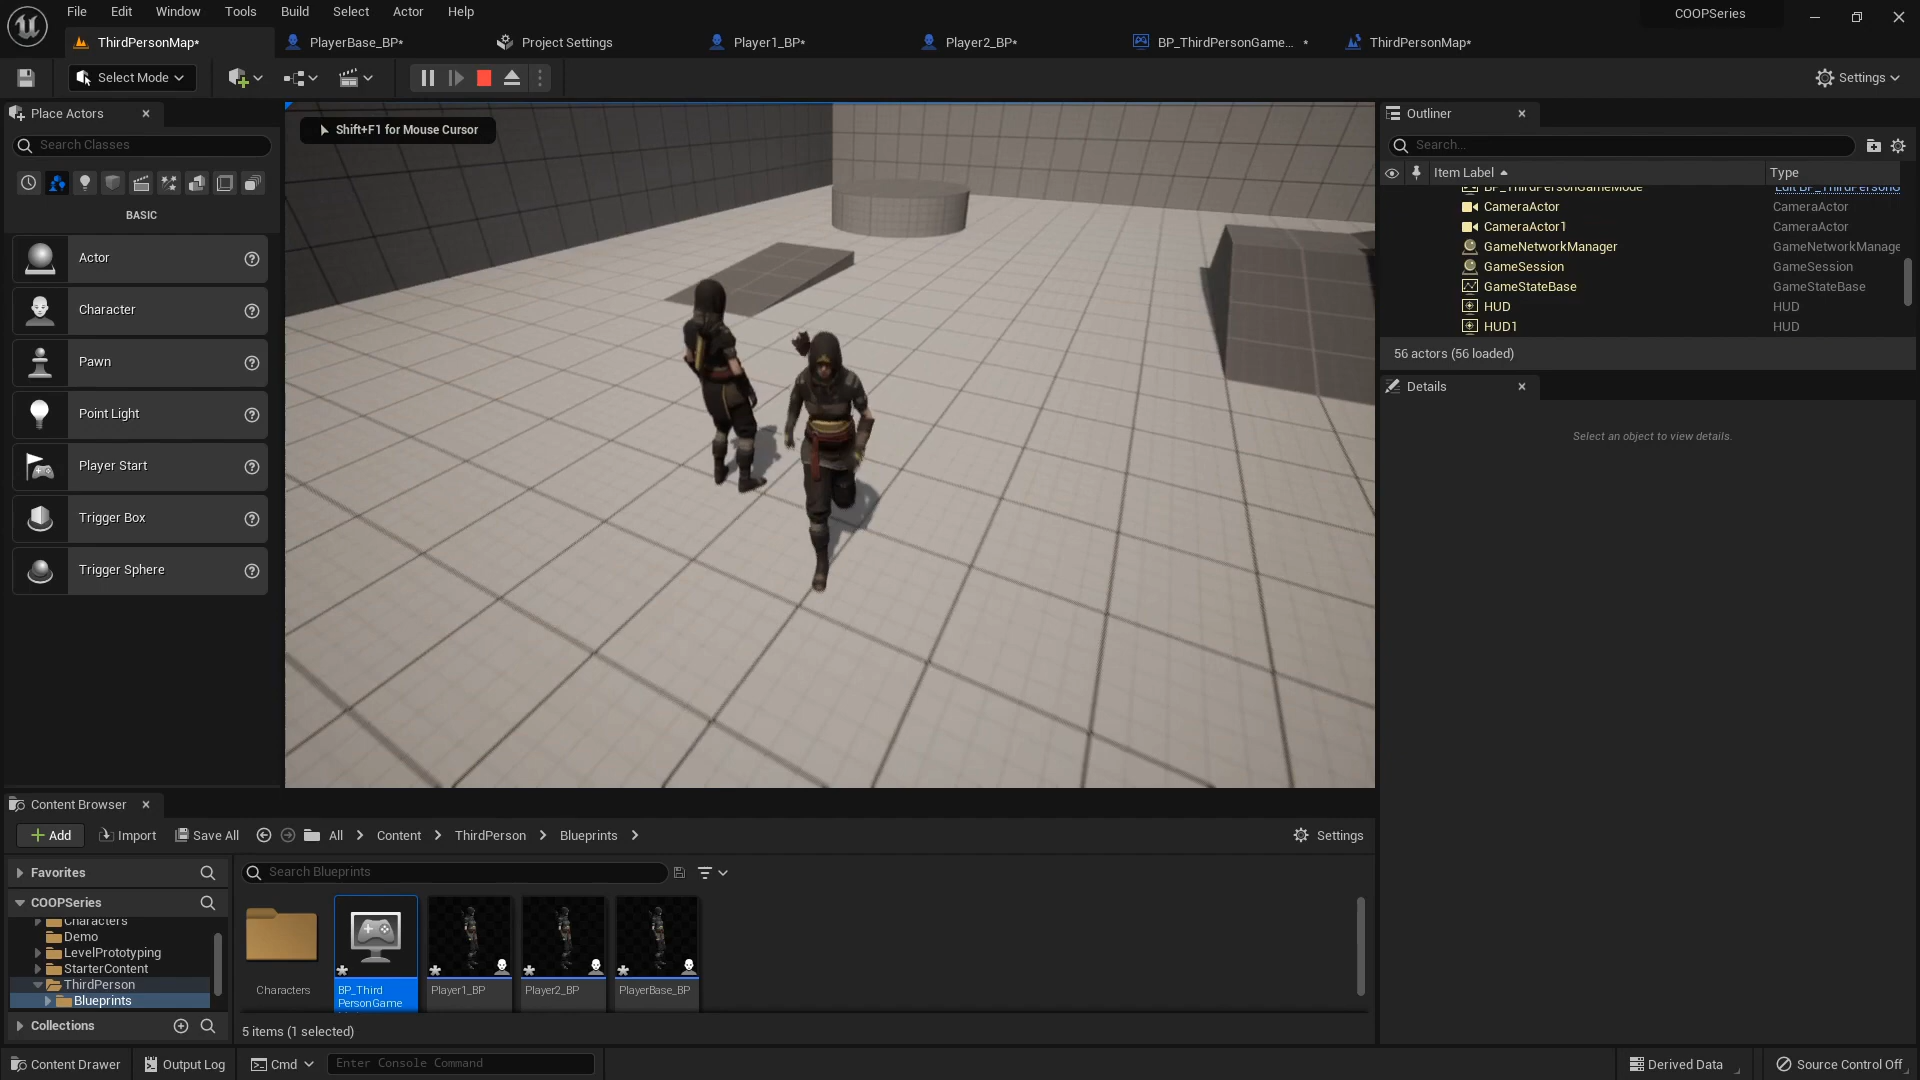 File Edit Window Tools Build Select Actor Help
COOPSeries
ThirdPersonMap*
PlayerBase_BP*
Project Settings
Player1_BP*
Player2_BP*
BP_ThirdPersonGame... *
ThirdPersonMap*
Select Mode
Settings
Place Actors
Search Classes
BASIC
Actor
Character
Pawn
Point Light
Player Start
Trigger Box
Trigger Sphere
Shift+F1 for Mouse Cursor
Outliner
Search...
Item Label Type
BP_ThirdPersonGameMode Edit BP_ThirdPersonG
CameraActor CameraActor
CameraActor1 CameraActor
GameNetworkManager GameNetworkManage
GameSession GameSession
GameStateBase GameStateBase
HUD HUD
HUD1 HUD
56 actors (56 loaded)
Details
Select an object to view details.
Content Browser
Add Import Save All All Content ThirdPerson Blueprints Settings
Favorites
COOPSeries
Characters
Demo
LevelPrototyping
StarterContent
ThirdPerson
Blueprints
Collections
Search Blueprints
Characters
BP_Third
PersonGame
Player1_BP
Player2_BP
PlayerBase_BP
5 items (1 selected)
Content Drawer Output Log Cmd Enter Console Command Derived Data Source Control Off